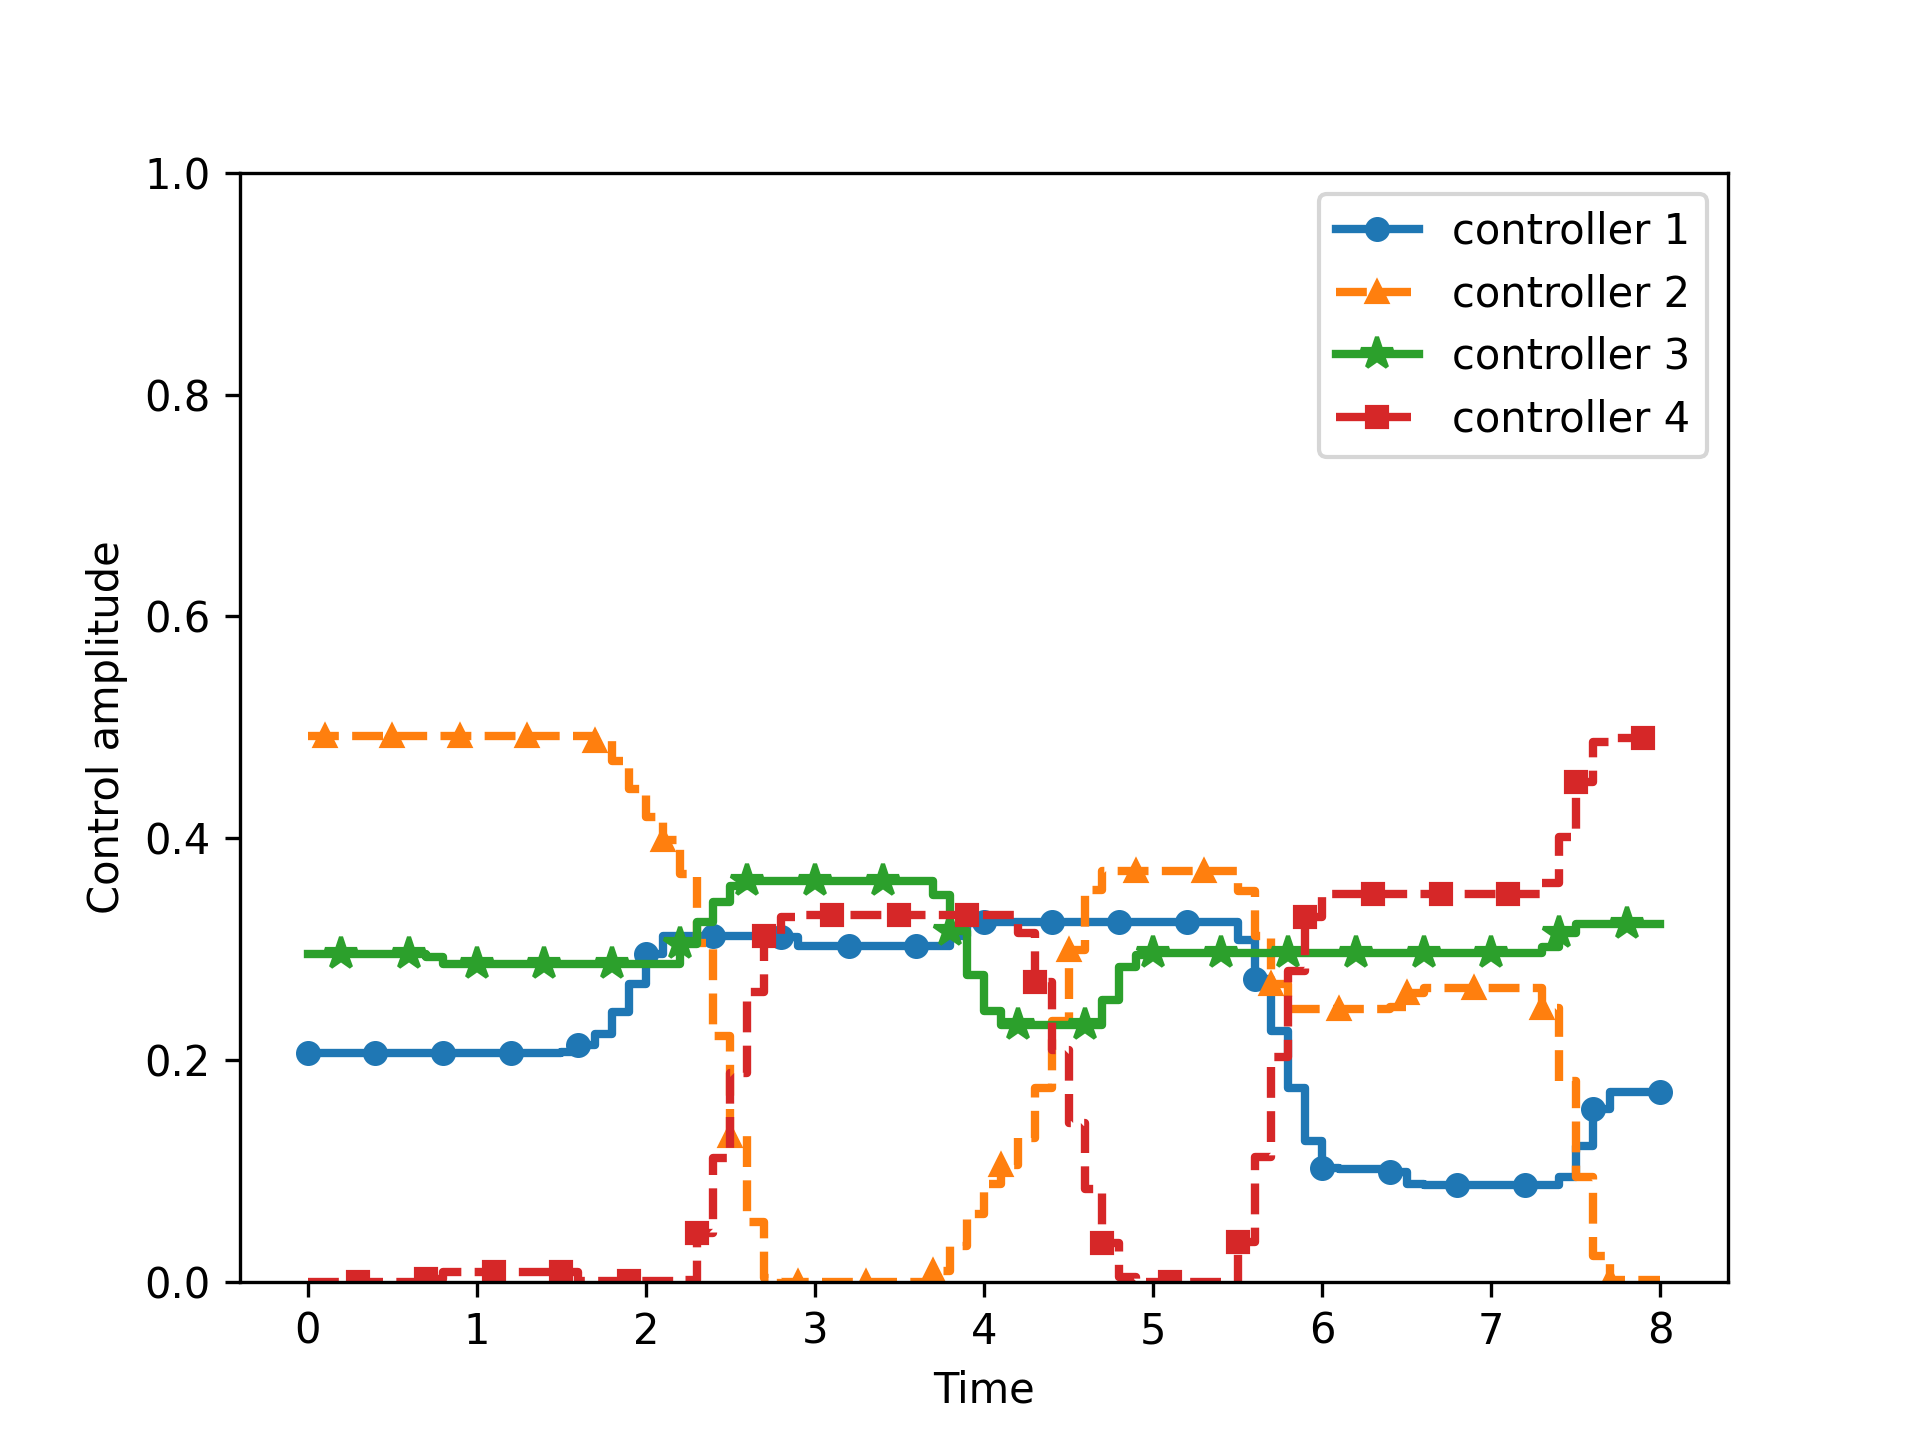 1.0
0.8
0.6
0.4
0.2
0.0
Control amplitude
controller 1
controller 2
controller 3
controller 4
0 1 2 3 4 5 6 7 8
Time